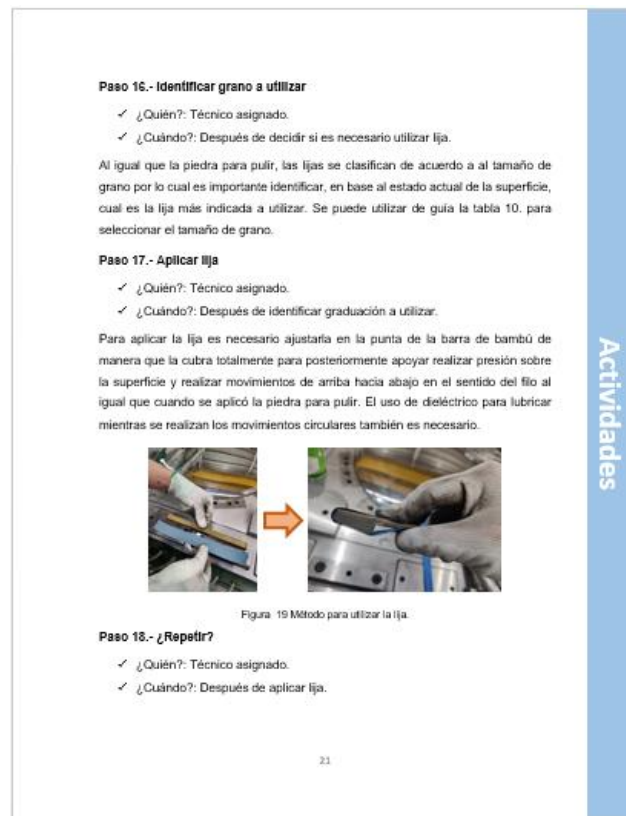 Paso 16.- Identificar grano a utilizar
✓ ¿Quién?: Técnico asignado.
✓ ¿Cuándo?: Después de decidir si es necesario utilizar lija.
Al igual que la piedra para pulir, las lijas se clasifican de acuerdo a al tamaño de
grano por lo cual es importante identificar, en base al estado actual de la superficie,
cual es la lija más indicada a utilizar. Se puede utilizar de guía la tabla 10. para
seleccionar el tamaño de grano.
Paso 17.- Aplicar lija
✓ ¿Quién?: Técnico asignado.
✓ ¿Cuándo?: Después de identificar graduación a utilizar.
Para aplicar la lija es necesario ajustarla en la punta de la barra de bambú de
manera que la cubra totalmente para posteriormente apoyar realizar presión sobre
la superficie y realizar movimientos de arriba hacia abajo en el sentido del filo al
igual que cuando se aplicó la piedra para pulir. El uso de dieléctrico para lubricar
mientras se realizan los movimientos circulares también es necesario.
Figura 19 Método para utilizar la lija.
Paso 18.- ¿Repetir?
✓ ¿Quién?: Técnico asignado.
✓ ¿Cuándo?: Después de aplicar lija.
21
Actividades